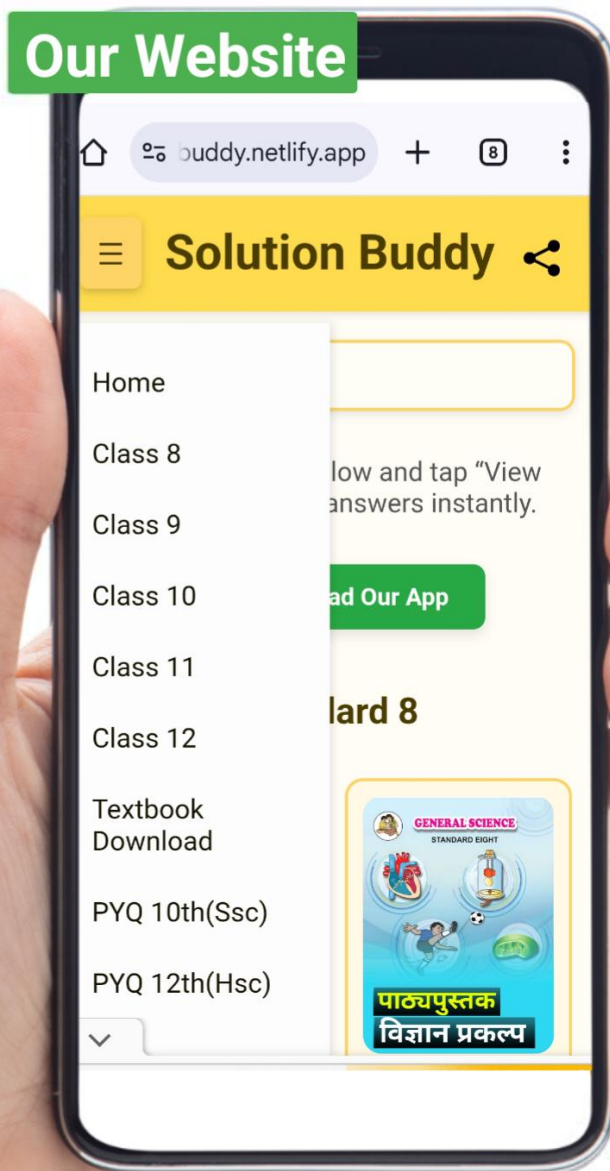 Our Website
buddy.netlify.app
8
Solution Buddy
Home
Class 8
low and tap “View
answers instantly.
Class 9
Class 10
ad Our App
Class 11
lard 8
Class 12
Textbook
Download
GENERAL SCIENCE
STANDARD EIGHT
PYQ 10th(Ssc)
PYQ 12th(Hsc)
पाठ्यपुस्तक
विज्ञान प्रकल्प